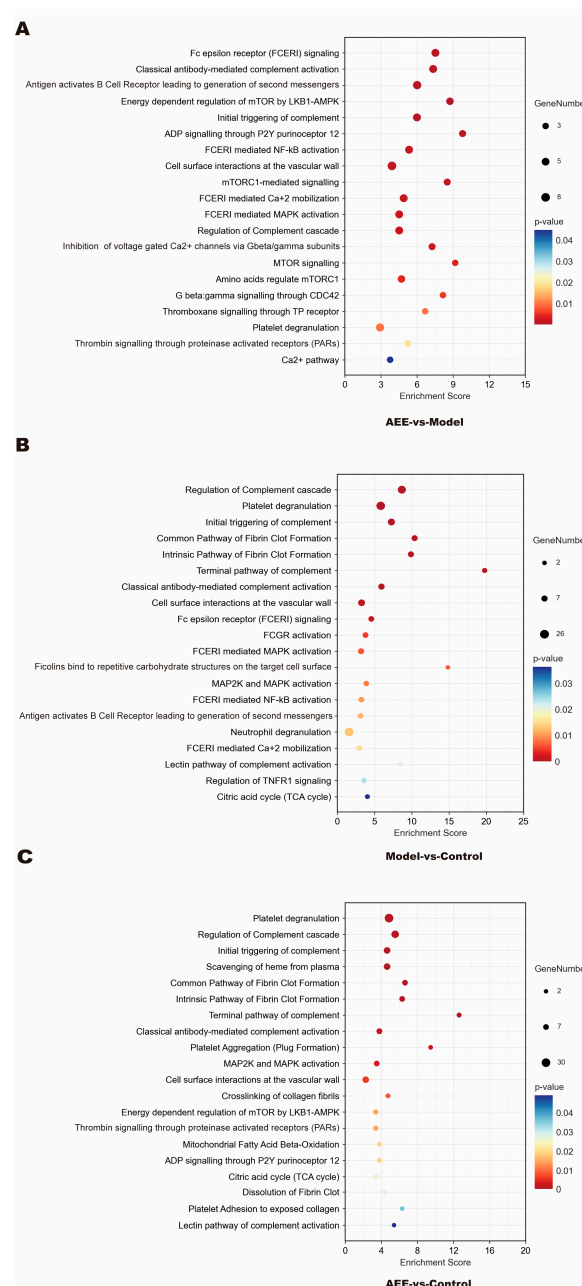 A
Fc epsilon receptor (FCERI) signaling
Classical antibody-mediated complement activation
Antigen activates B Cell Receptor leading to generation of second messengers
Energy dependent regulation of mTOR by LKB1-AMPK
Initial triggering of complement
ADP signalling through P2Y purinoceptor 12
FCERI mediated NF-kB activation
Cell surface interactions at the vascular wall
mTORC1-mediated signalling
FCERI mediated Ca+2 mobilization
FCERI mediated MAPK activation
Regulation of Complement cascade
Inhibition of voltage gated Ca2+ channels via Gbeta/gamma subunits
MTOR signalling
Amino acids regulate mTORC1
G beta:gamma signalling through CDC42
Thromboxane signalling through TP receptor
Platelet degranulation
Thrombin signalling through proteinase activated receptors (PARs)
Ca2+ pathway
0 3 6 9 12 15
Enrichment Score
GeneNumber
3
5
8
p-value
0.04
0.03
0.02
0.01
AEE-vs-Model
B
Regulation of Complement cascade
Platelet degranulation
Initial triggering of complement
Common Pathway of Fibrin Clot Formation
Intrinsic Pathway of Fibrin Clot Formation
Terminal pathway of complement
Classical antibody-mediated complement activation
Cell surface interactions at the vascular wall
Fc epsilon receptor (FCERI) signaling
FCGR activation
FCERI mediated MAPK activation
Ficolins bind to repetitive carbohydrate structures on the target cell surface
MAP2K and MAPK activation
FCERI mediated NF-kB activation
Antigen activates B Cell Receptor leading to generation of second messengers
Neutrophil degranulation
FCERI mediated Ca+2 mobilization
Lectin pathway of complement activation
Regulation of TNFR1 signaling
Citric acid cycle (TCA cycle)
0 5 10 15 20 25
Enrichment Score
GeneNumber
2
7
26
p-value
0.03
0.02
0.01
0
Model-vs-Control
C
Platelet degranulation
Regulation of Complement cascade
Initial triggering of complement
Scavenging of heme from plasma
Common Pathway of Fibrin Clot Formation
Intrinsic Pathway of Fibrin Clot Formation
Terminal pathway of complement
Classical antibody-mediated complement activation
Platelet Aggregation (Plug Formation)
MAP2K and MAPK activation
Cell surface interactions at the vascular wall
Crosslinking of collagen fibrils
Energy dependent regulation of mTOR by LKB1-AMPK
Thrombin signalling through proteinase activated receptors (PARs)
Mitochondrial Fatty Acid Beta-Oxidation
ADP signalling through P2Y purinoceptor 12
Citric acid cycle (TCA cycle)
Dissolution of Fibrin Clot
Platelet Adhesion to exposed collagen
Lectin pathway of complement activation
0 4 8 12 16 20
Enrichment Score
GeneNumber
2
7
30
p-value
0.04
0.03
0.02
0.01
0
AEE-vs-Control